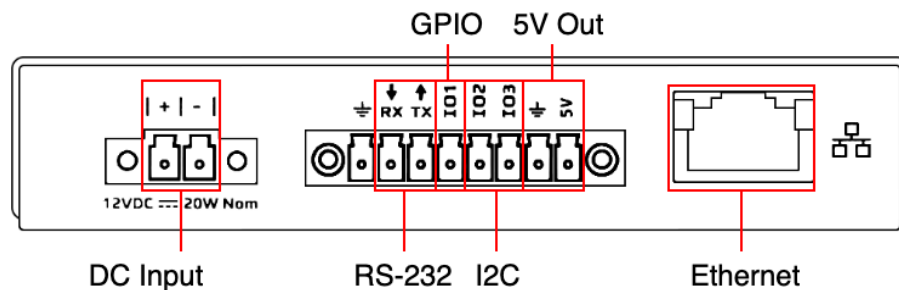 GPIO 5V Out
| + | - |
RX TX IO1 IO2 IO3 5V
12VDC ⎓ 20W Nom
DC Input RS-232 I2C Ethernet